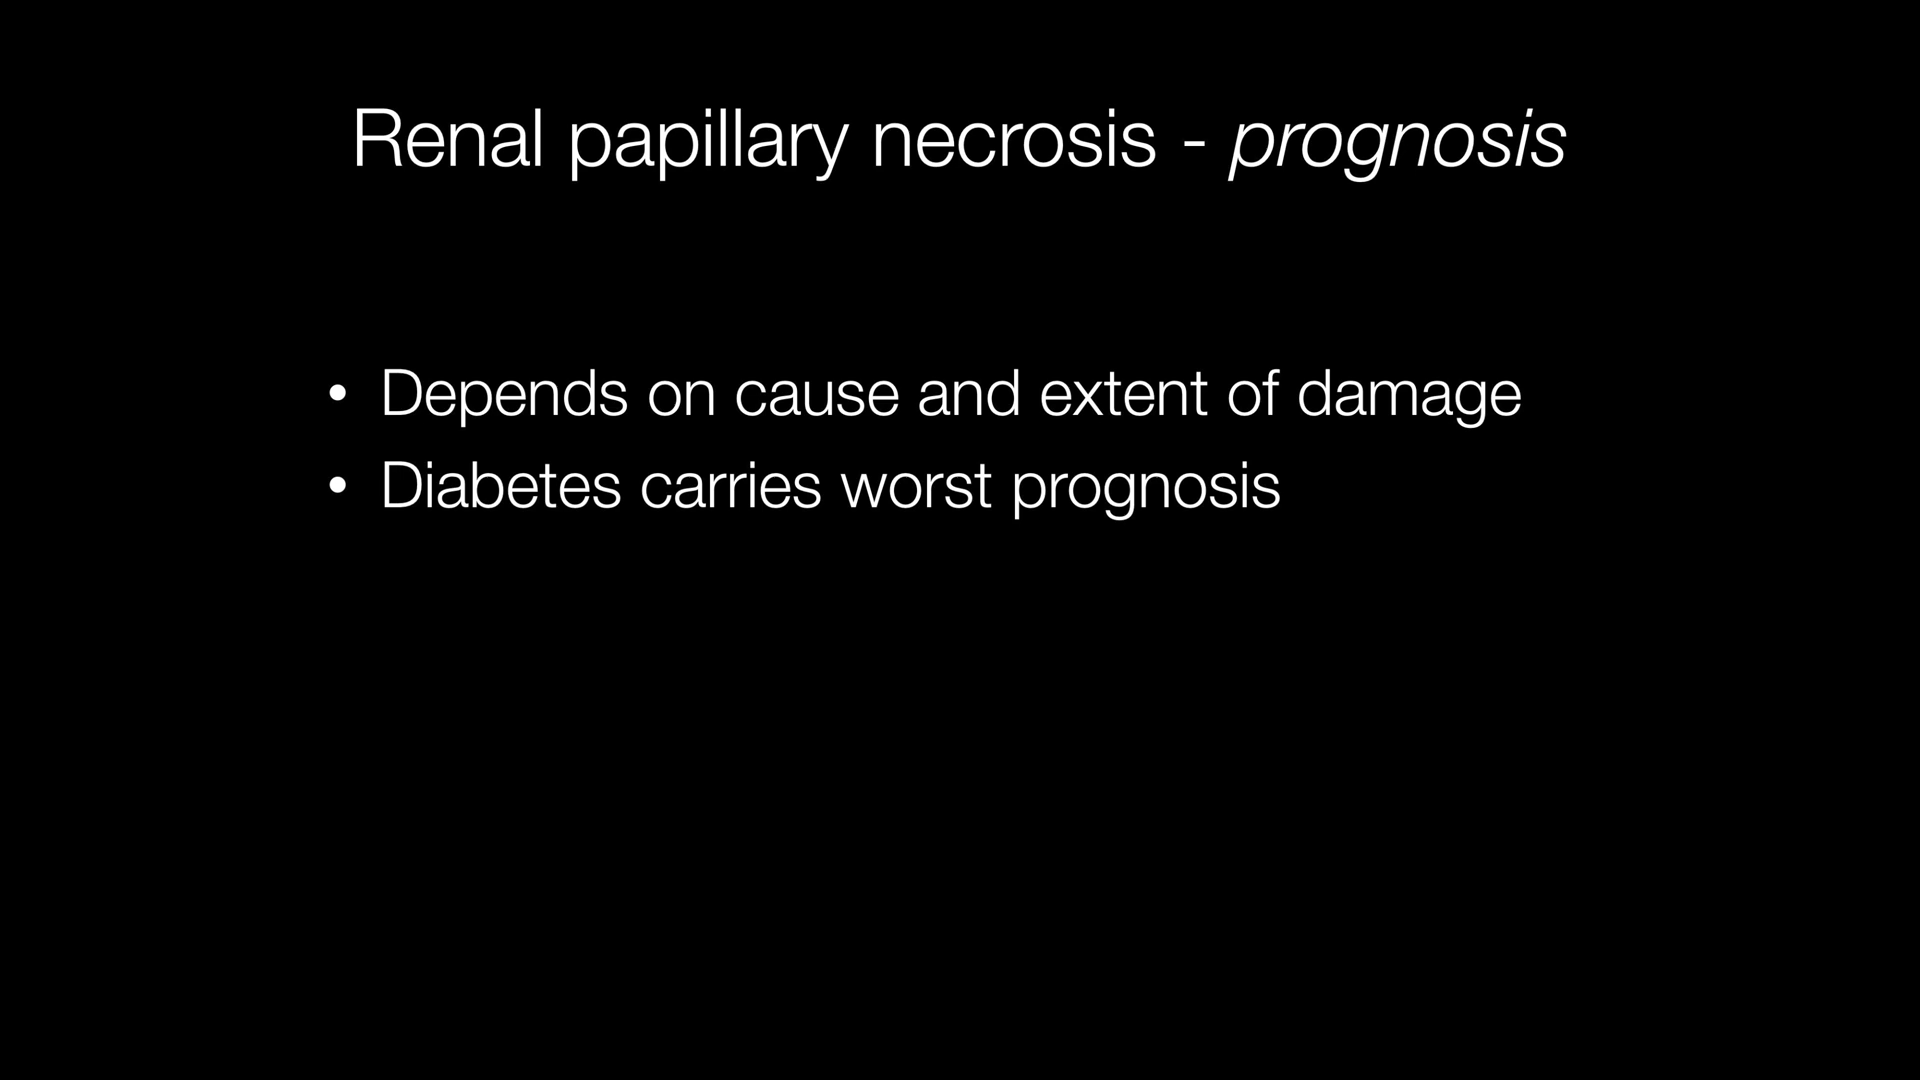 Renal papillary necrosis - prognosis
• Depends on cause and extent of damage
• Diabetes carries worst prognosis